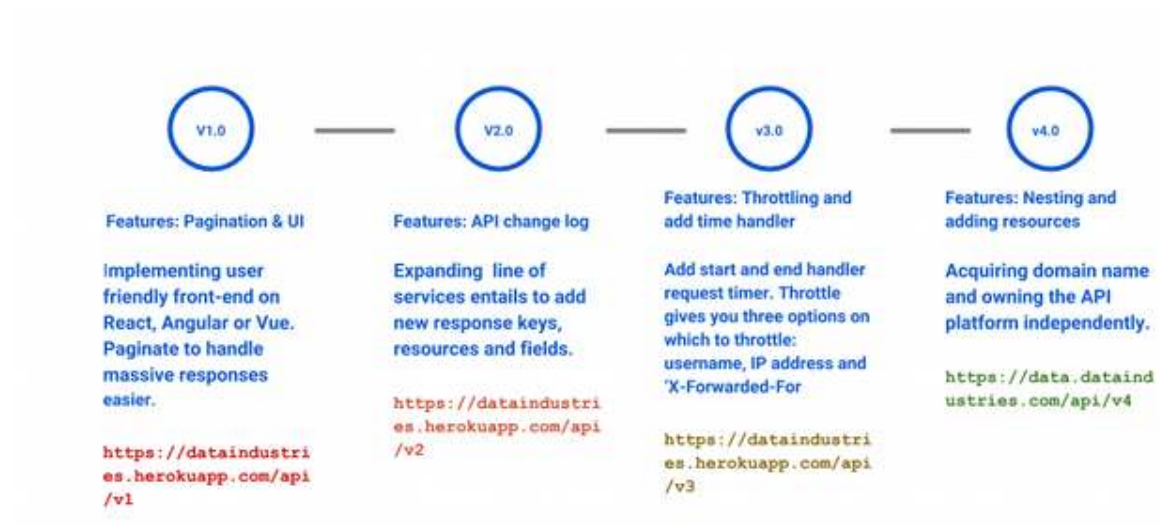 V1.0
Features: Pagination & UI
Implementing user
friendly front-end on
React, Angular or Vue.
Paginate to handle
massive responses
easier.
https://dataindustri
es.herokuapp.com/api
/v1
V2.0
Features: API change log
Expanding line of
services entails to add
new response keys,
resources and fields.
https://dataindustri
es.herokuapp.com/api
/v2
v3.0
Features: Throttling and
add time handler
Add start and end handler
request timer. Throttle
gives you three options on
which to throttle:
username, IP address and
'X-Forwarded-For
https://dataindustri
es.herokuapp.com/api
/v3
v4.0
Features: Nesting and
adding resources
Acquiring domain name
and owning the API
platform independently.
https://data.dataind
ustries.com/api/v4